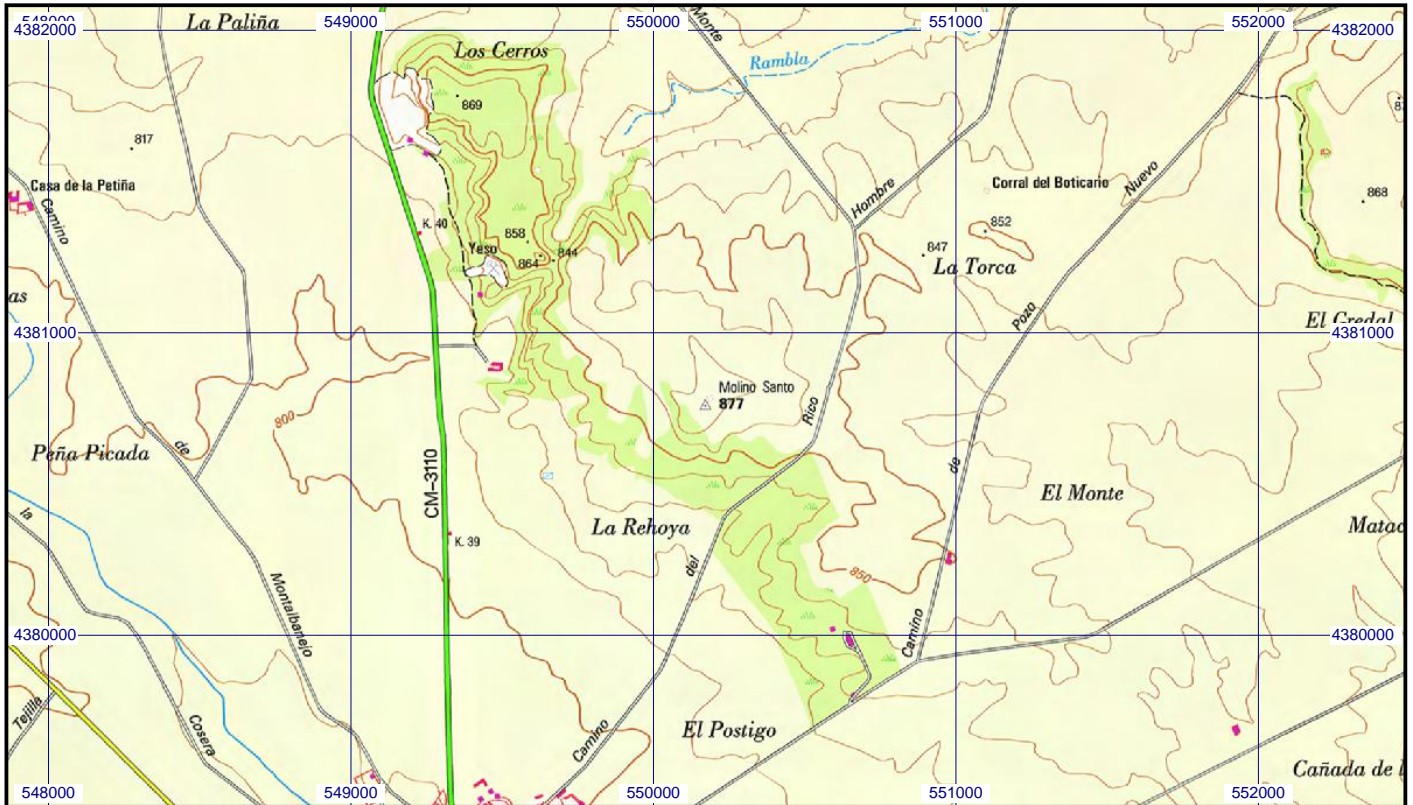 548000
549000
550000
551000
552000
4382000
4382000
La Paliña
Los Cerros
Monte
Rambla
869
817
Casa de la Petiña
Camino
Corral del Boticario
Nuevo
Hombre
868
K. 40
858
852
Yeso
864
844
847
La Torca
as
Pozo
El Gredal
4381000
4381000
Molino Santo
877
800
Rico
de
Peña Picada
CM-3110
de
El Monte
la
La Rehoya
Matac
K. 39
del
850
Montalbanejo
Camino
4380000
4380000
Tejilla
Cosera
Camino
El Postigo
Cañada de l
548000
549000
550000
551000
552000